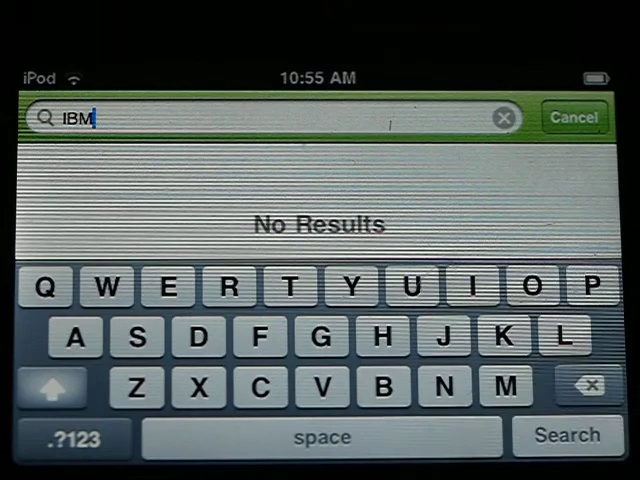 iPod 10:55 AM
IBM Cancel
No Results
Q W E R T Y U I O P
A S D F G H J K L
Z X C V B N M
.?123 space Search